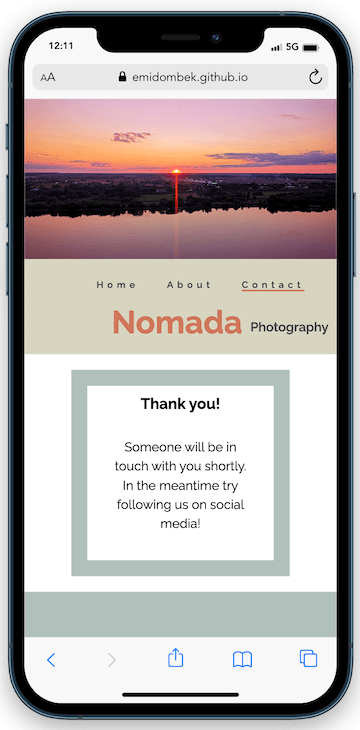 12:11
5G
AA emidombek.github.io
Home About Contact
Nomada Photography
Thank you!
Someone will be in
touch with you shortly.
In the meantime try
following us on social
media!